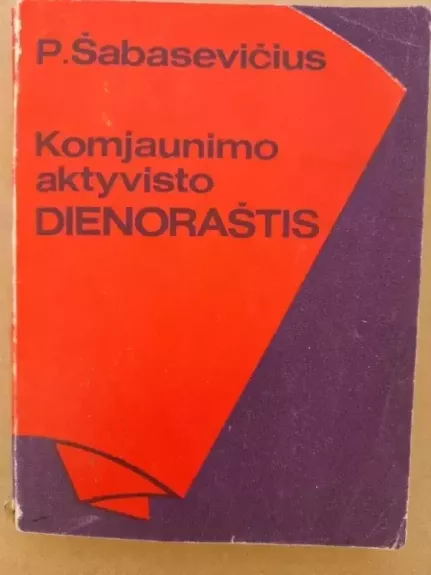 P.Šabasevičius
Komjaunimo
aktyvisto
DIENORAŠTIS